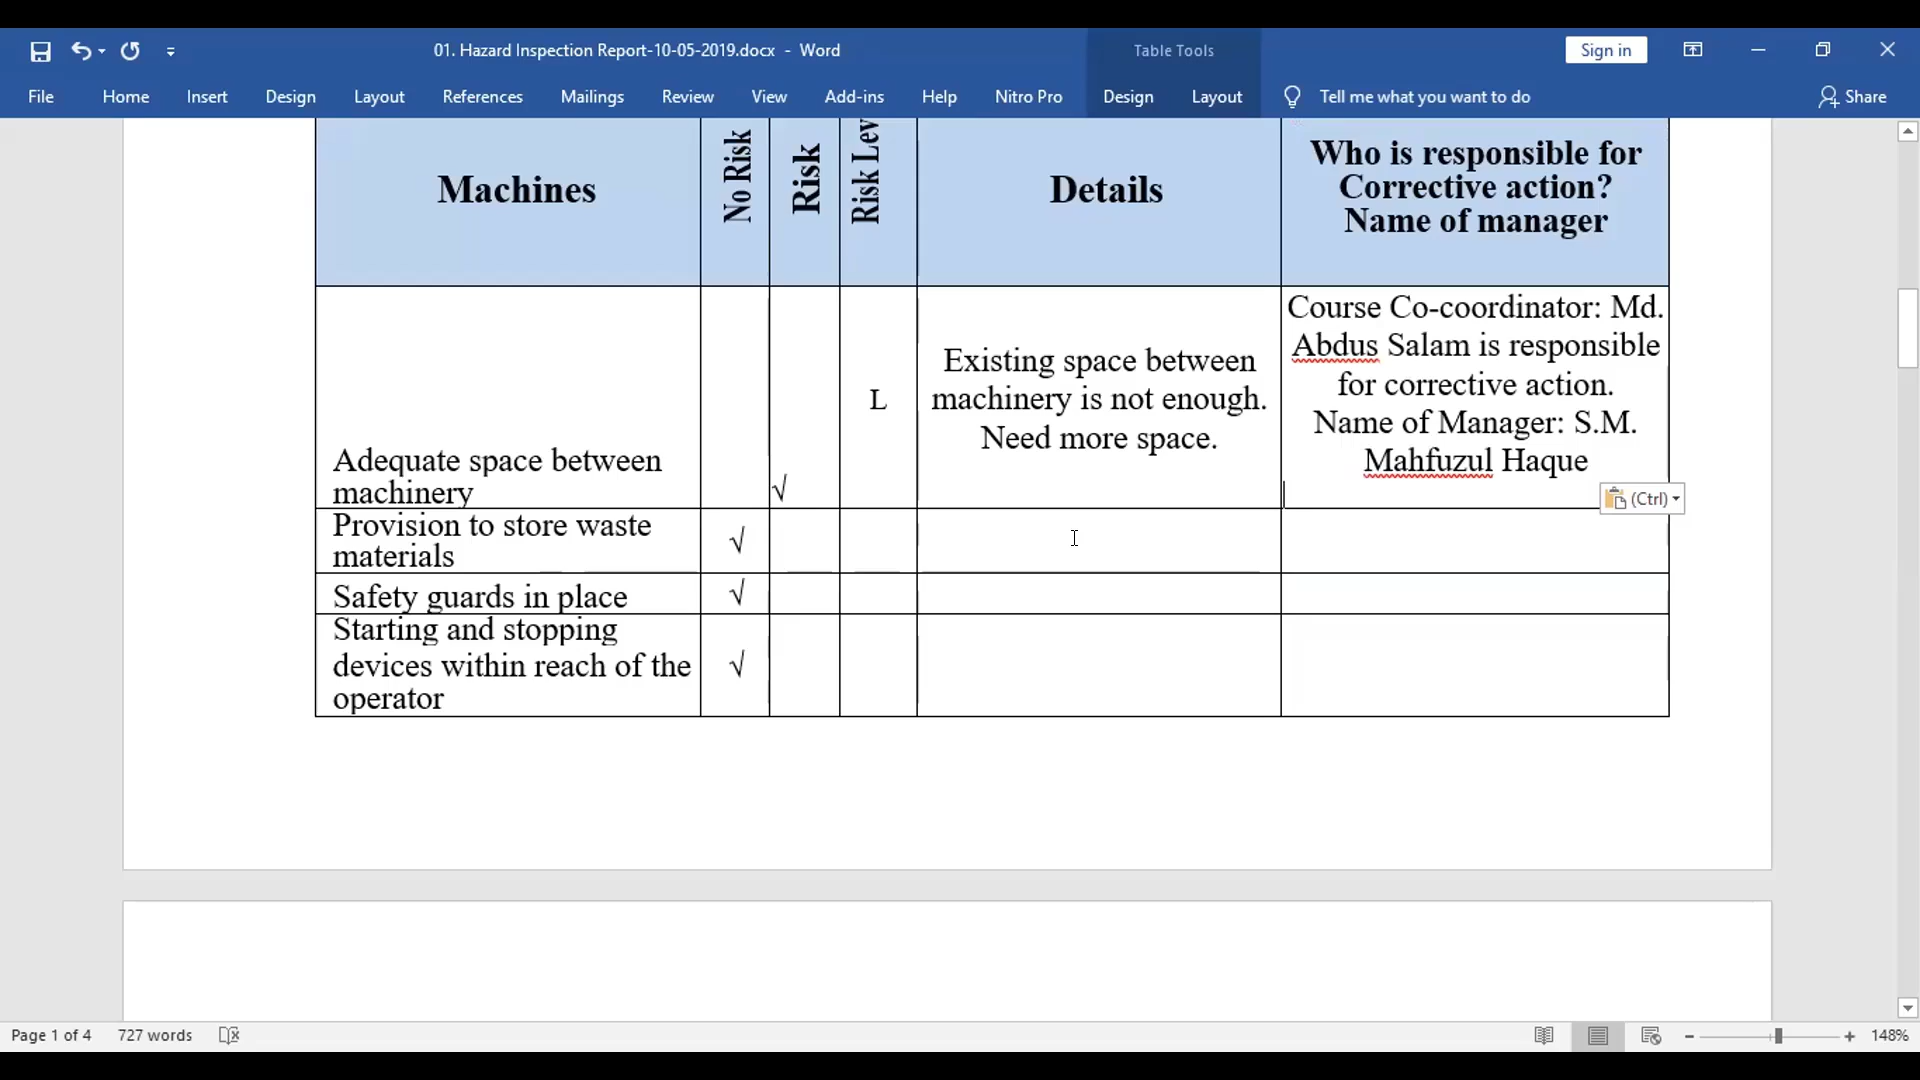 01. Hazard Inspection Report-10-05-2019.docx - Word
Table Tools
Sign in
File
Home
Insert
Design
Layout
References
Mailings
Review
View
Add-ins
Help
Nitro Pro
Design
Layout
Tell me what you want to do
Share
Machines
No Risk
Risk
Risk Lev
Details
Who is responsible for
Corrective action?
Name of manager
Adequate space between
machinery
√
L
Existing space between
machinery is not enough.
Need more space.
Course Co-coordinator: Md.
Abdus Salam is responsible
for corrective action.
Name of Manager: S.M.
Mahfuzul Haque
(Ctrl)
Provision to store waste
materials
√
Safety guards in place
√
Starting and stopping
devices within reach of the
operator
√
Page 1 of 4
727 words
148%